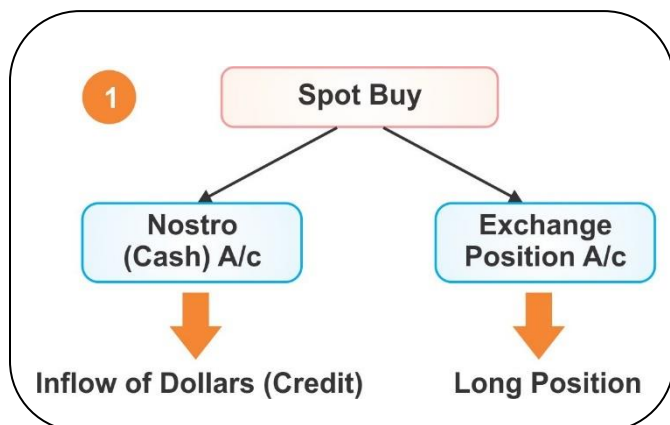 1
Spot Buy
Nostro
(Cash) A/c
Exchange
Position A/c
Inflow of Dollars (Credit)
Long Position